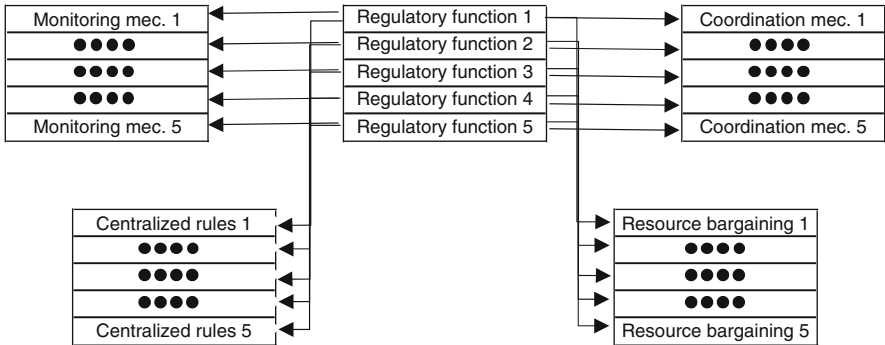 Monitoring mec. 1
Regulatory function 1
Coordination mec. 1
Regulatory function 2
Regulatory function 3
Regulatory function 4
Monitoring mec. 5
Regulatory function 5
Coordination mec. 5
Centralized rules 1
Resource bargaining 1
Centralized rules 5
Resource bargaining 5